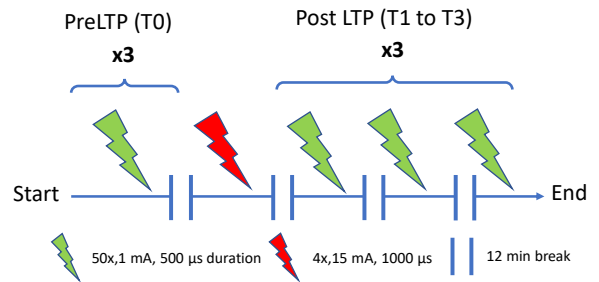 PreLTP (T0)
x3
Post LTP (T1 to T3)
x3
Start
End
50x,1 mA, 500 µs duration
4x,15 mA, 1000 µs
12 min break